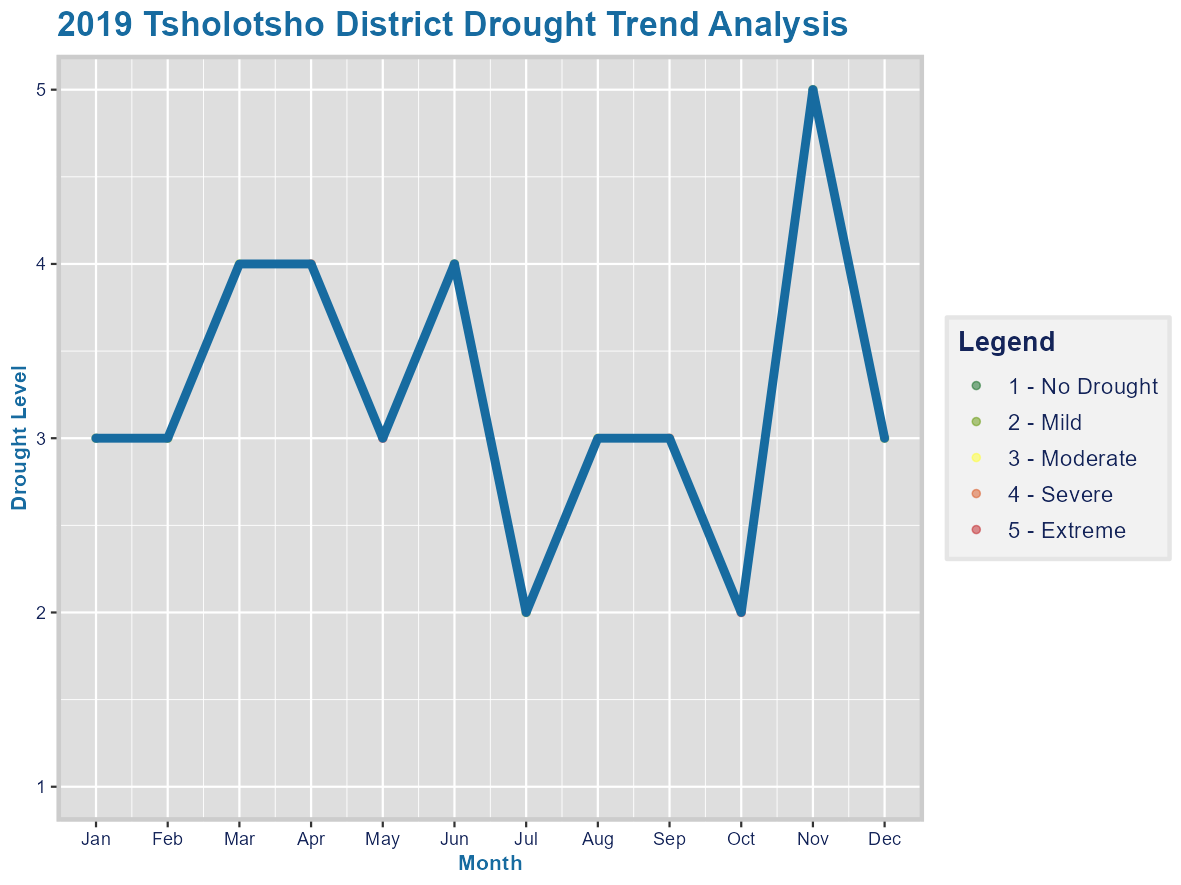 2019 Tsholotsho District Drought Trend Analysis
Drought Level
5
4
3
2
1
Jan Feb Mar Apr May Jun Jul Aug Sep Oct Nov Dec
Month
Legend
1 - No Drought
2 - Mild
3 - Moderate
4 - Severe
5 - Extreme